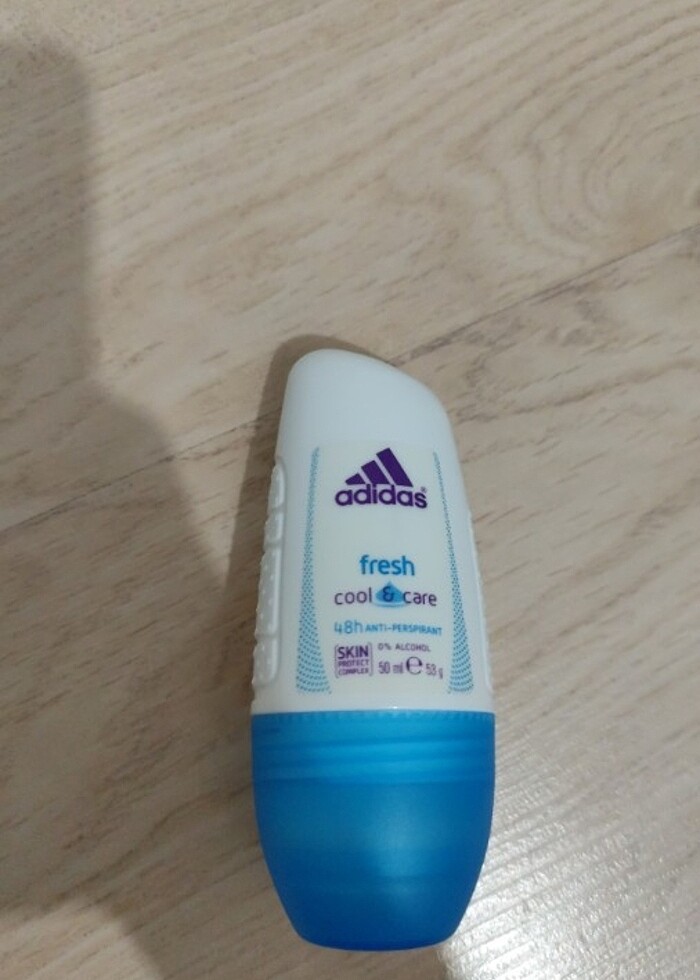 adidas®
fresh
cool & care
48h ANTI-PERSPIRANT
0% ALCOHOL
SKIN
PROTECT
COMPLEX
50 ml e 53 g